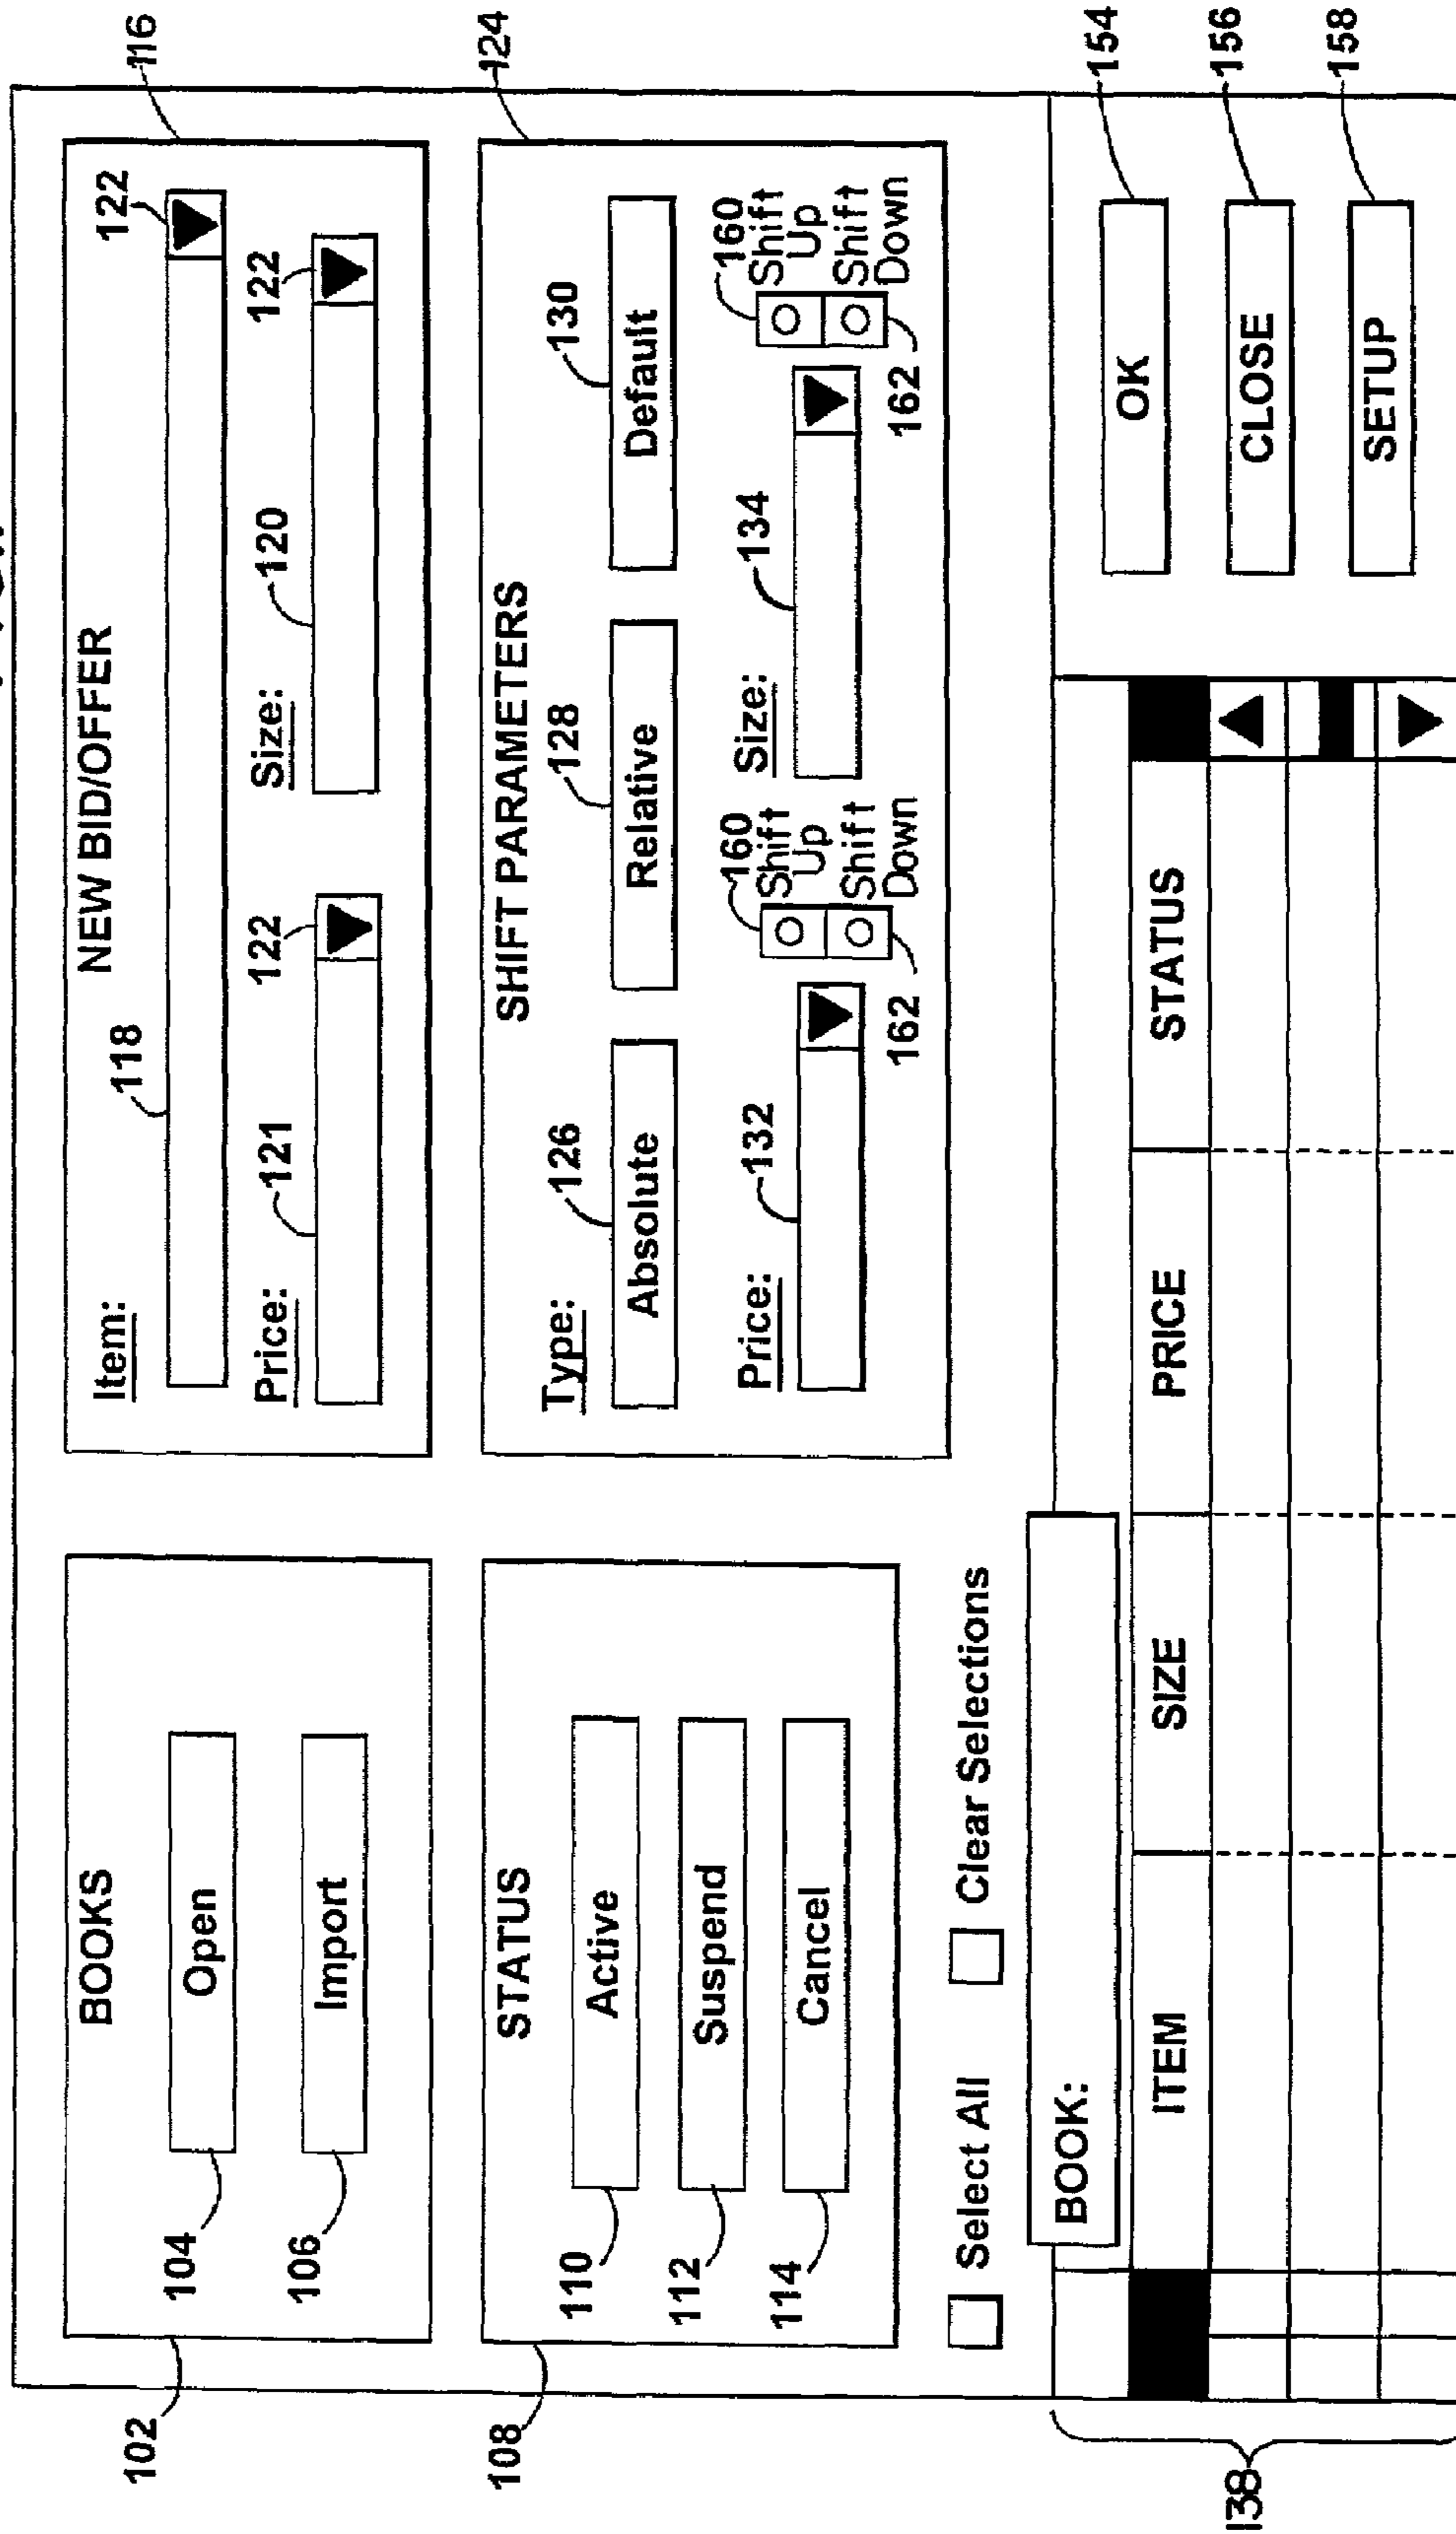 BOOKS
104
Open
106
Import
102
NEW BID/OFFER
116
Item:
118
122
Price:
121
122
Size:
120
122
STATUS
110
Active
112
Suspend
114
Cancel
108
SHIFT PARAMETERS
124
Type:
126
128
130
Absolute
Relative
Default
Price:
132
160
Shift
Up
Shift
Down
162
Size:
134
160
Shift
Up
Shift
Down
162
Select All
Clear Selections
BOOK:
ITEM
SIZE
PRICE
STATUS
138
OK
154
CLOSE
156
SETUP
158